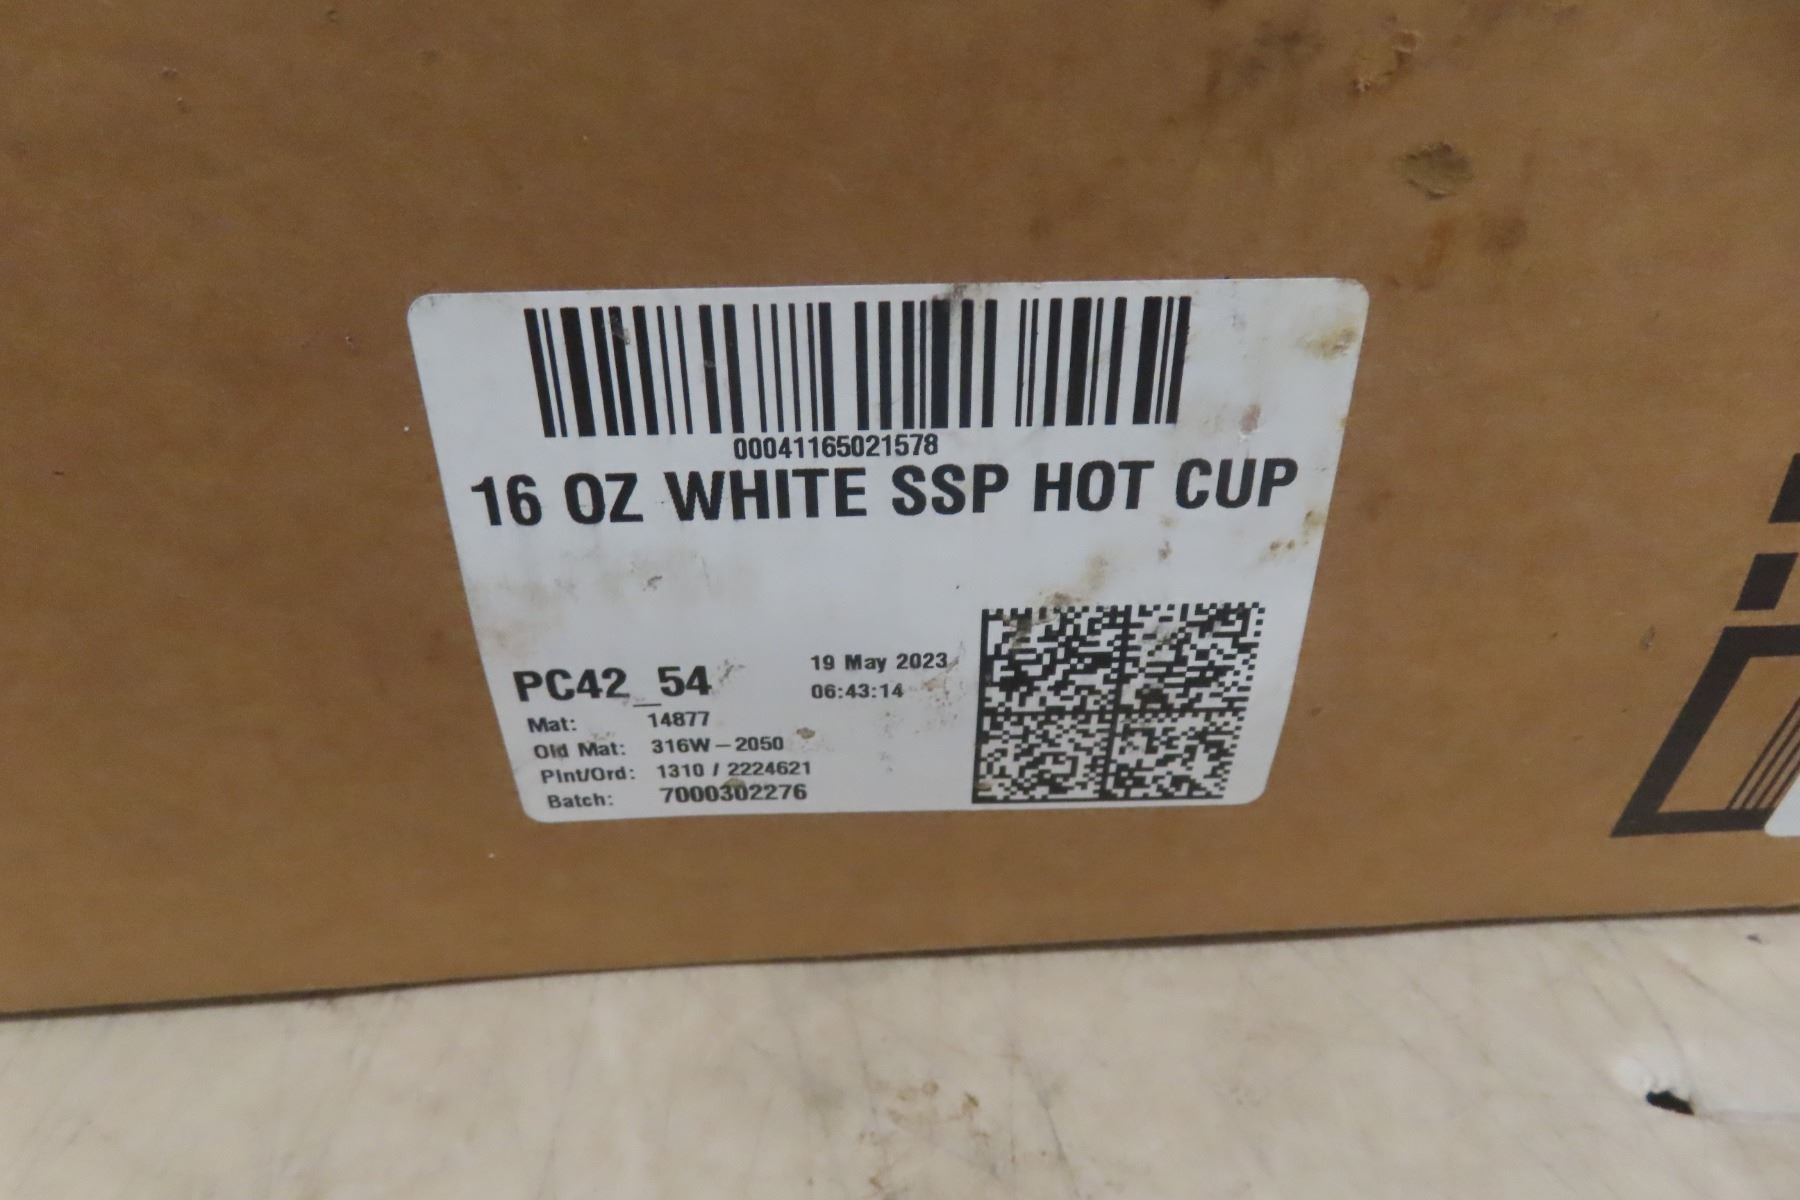 00041165021578
16 OZ WHITE SSP HOT CUP
PC42_54
19 May 2023
06:43:14
Mat: 14877
Old Mat: 316W-2050
Plnt/Ord: 1310 / 2224621
Batch: 7000302276